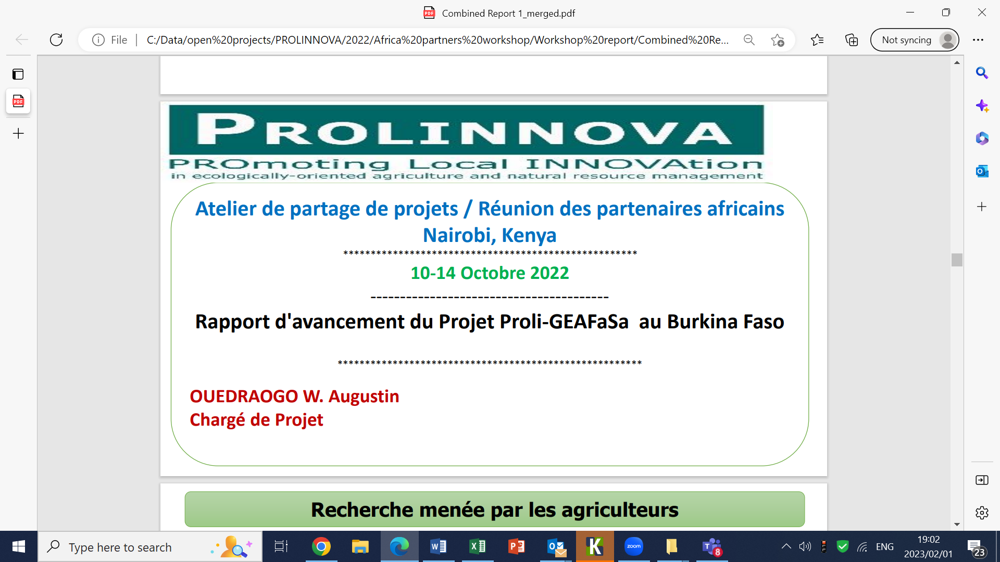 Combined Report 1_merged.pdf
File
C:/Data/open%20projects/PROLINNOVA/2022/Africa%20partners%20workshop/Workshop%20report/Combined%20Re...
Not syncing
PROLINNOVA
PROmoting Local INNOVAtion
in ecologically-oriented agriculture and natural resource management
Atelier de partage de projets / Réunion des partenaires africains
Nairobi, Kenya
******************************************************
10-14 Octobre 2022
---------------------------------------
Rapport d'avancement du Projet Proli-GEAFaSa au Burkina Faso
********************************************************
OUEDRAOGO W. Augustin
Chargé de Projet
Recherche menée par les agriculteurs
Type here to search
zoom
8
ENG
19:02
2023/02/01
23